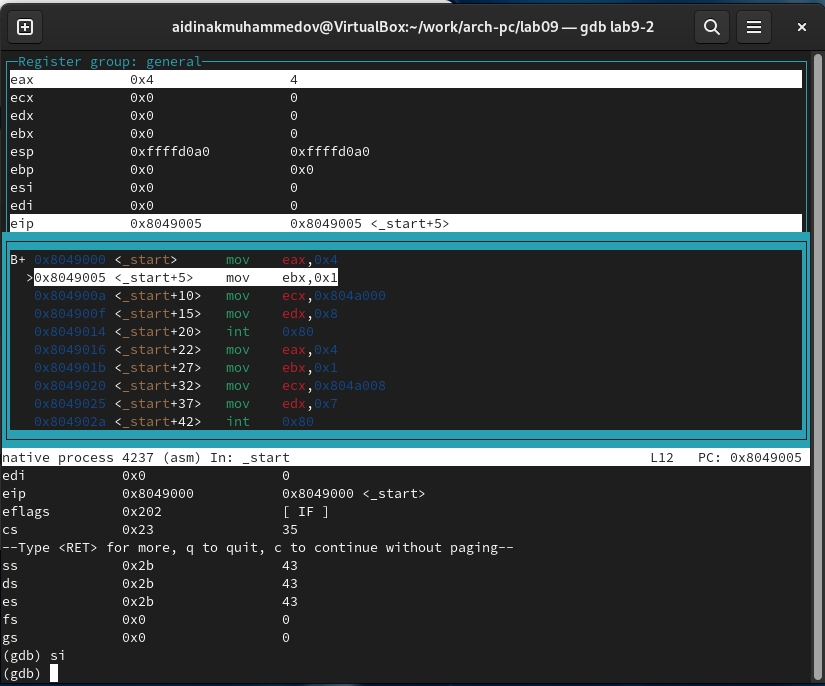 aidinakmuhammedov@VirtualBox:~/work/arch-pc/lab09 — gdb lab9-2
Register group: general
eax 0x4 4
ecx 0x0 0
edx 0x0 0
ebx 0x0 0
esp 0xffffd0a0 0xffffd0a0
ebp 0x0 0x0
esi 0x0 0
edi 0x0 0
eip 0x8049005 0x8049005 <_start+5>
B+ 0x8049000 <_start> mov eax,0x4
>0x8049005 <_start+5> mov ebx,0x1
0x804900a <_start+10> mov ecx,0x804a000
0x804900f <_start+15> mov edx,0x8
0x8049014 <_start+20> int 0x80
0x8049016 <_start+22> mov eax,0x4
0x804901b <_start+27> mov ebx,0x1
0x8049020 <_start+32> mov ecx,0x804a008
0x8049025 <_start+37> mov edx,0x7
0x804902a <_start+42> int 0x80
native process 4237 (asm) In: _start L12 PC: 0x8049005
edi 0x0 0
eip 0x8049000 0x8049000 <_start>
eflags 0x202 [ IF ]
cs 0x23 35
--Type <RET> for more, q to quit, c to continue without paging--
ss 0x2b 43
ds 0x2b 43
es 0x2b 43
fs 0x0 0
gs 0x0 0
(gdb) si
(gdb)